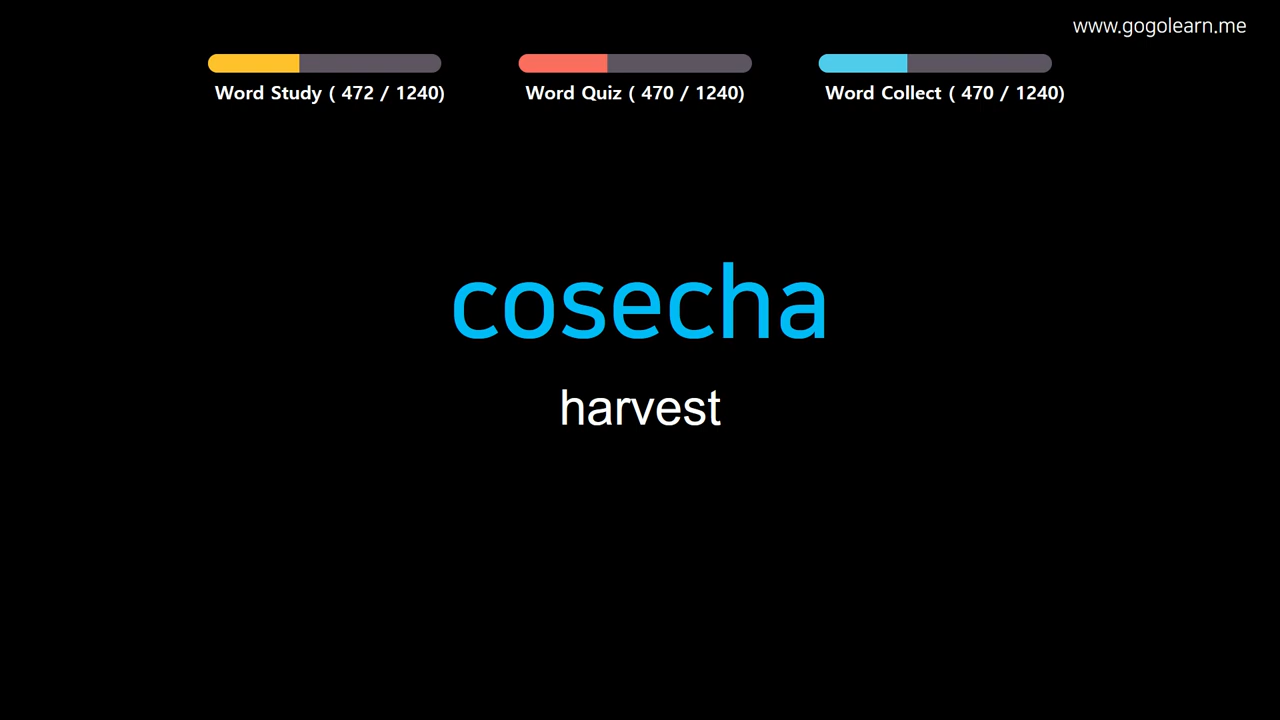 www.gogolearn.me
Word Study ( 472 / 1240)
Word Quiz ( 470 / 1240)
Word Collect ( 470 / 1240)
cosecha
harvest